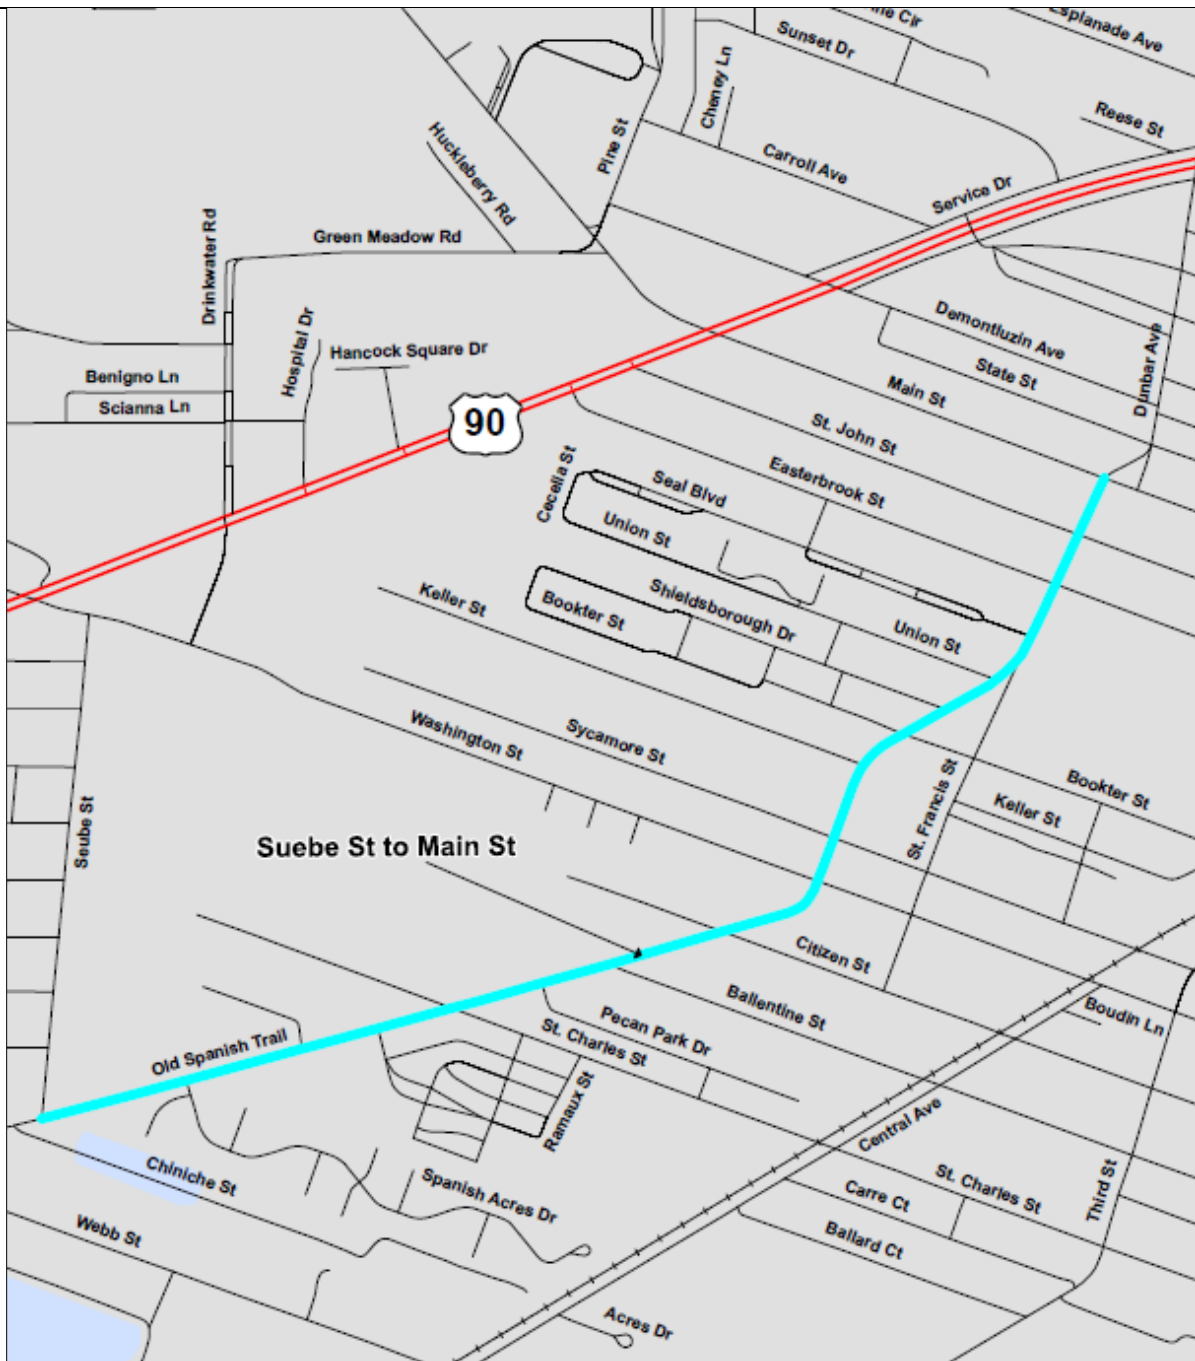 Esplanade Ave
ine Cir
Sunset Dr
Cheney Ln
Reese St
Huckleberry Rd
Pine St
Carroll Ave
Service Dr
Green Meadow Rd
Drinkwater Rd
Hospital Dr
Hancock Square Dr
Demontluzin Ave
Dunbar Ave
Benigno Ln
State St
Main St
Scianna Ln
90
St. John St
Cecelia St
Seal Blvd
Easterbrook St
Union St
Keller St
Bookter St
Shieldsborough Dr
Union St
Washington St
Sycamore St
Bookter St
Seube St
St. Francis St
Keller St
Suebe St to Main St
Citizen St
Ballentine St
Boudin Ln
Old Spanish Trail
St. Charles St
Pecan Park Dr
Ramaux St
Central Ave
Chiniche St
Spanish Acres Dr
Carre Ct
St. Charles St
Third St
Webb St
Ballard Ct
Acres Dr